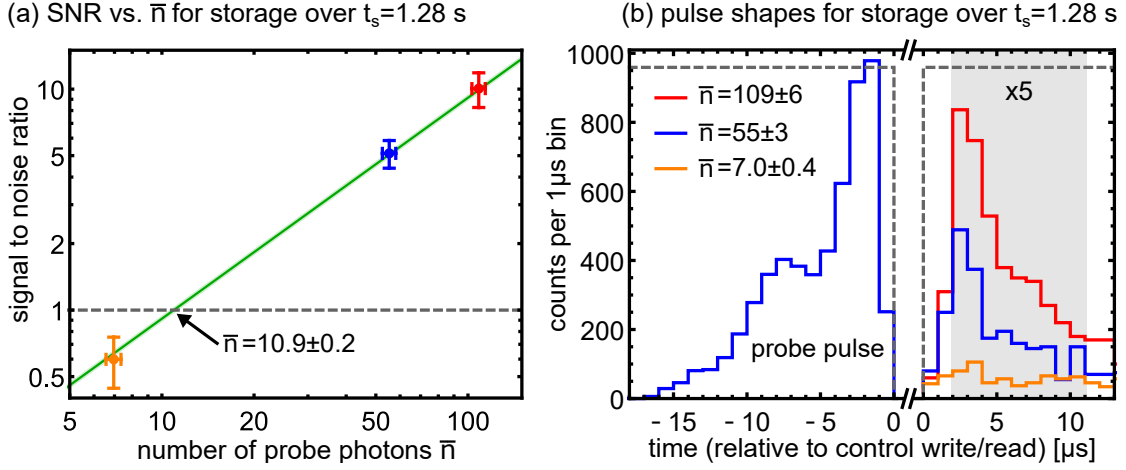 (a) SNR vs. n̅ for storage over tₛ=1.28 s
signal to noise ratio
10
5
2
1
0.5
n̅=10.9±0.2
5 10 20 50 100
number of probe photons n̅
(b) pulse shapes for storage over tₛ=1.28 s
counts per 1μs bin
1000
800
600
400
200
0
n̅=109±6
n̅=55±3
n̅=7.0±0.4
x5
probe pulse
-15 -10 -5 0 0 5 10
time (relative to control write/read) [μs]